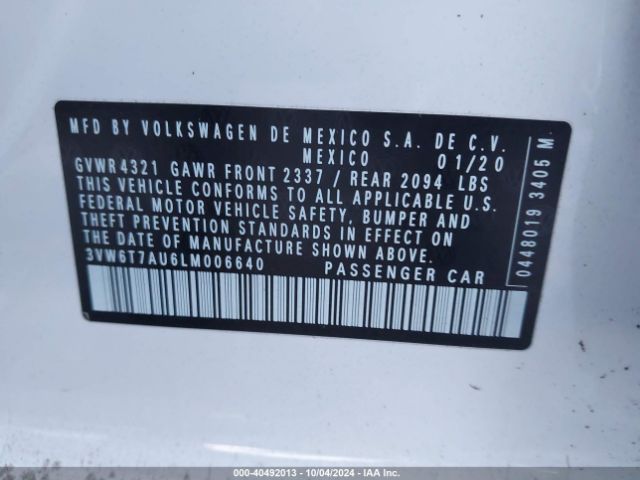 MFD BY VOLKSWAGEN DE MEXICO S.A. DE C.V.
MEXICO 01/20
GVWR 4321 GAWR FRONT 2337 / REAR 2094 LBS
THIS VEHICLE CONFORMS TO ALL APPLICABLE U.S.
FEDERAL MOTOR VEHICLE SAFETY, BUMPER AND
THEFT PREVENTION STANDARDS IN EFFECT ON
THE DATE OF MANUFACTURE SHOWN ABOVE.
3VW6T7AU6LM006640 PASSENGER CAR
0448019 3405 M
000-40492013 - 10/04/2024 - IAA Inc.